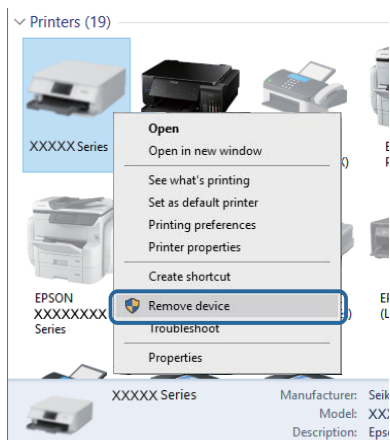 Printers (19)
XXXXX Series
Open
Open in new window
See what's printing
Set as default printer
Printing preferences
Printer properties
Create shortcut
Remove device
Troubleshoot
Properties
EPSON
XXXXXXXX
Series
XXXXX Series
Manufacturer:
Model:
Description: